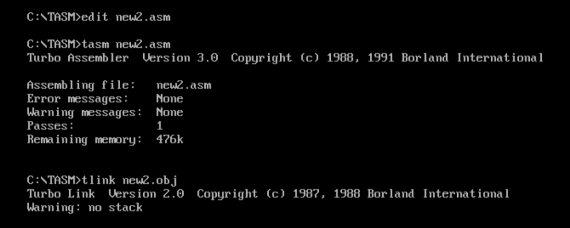 C:\TASM>edit new2.asm
C:\TASM>tasm new2.asm
Turbo Assembler  Version 3.0  Copyright (c) 1988, 1991 Borland International
Assembling file:   new2.asm
Error messages:    None
Warning messages:  None
Passes:            1
Remaining memory:  476k
C:\TASM>tlink new2.obj
Turbo Link  Version 2.0  Copyright (c) 1987, 1988 Borland International
Warning: no stack